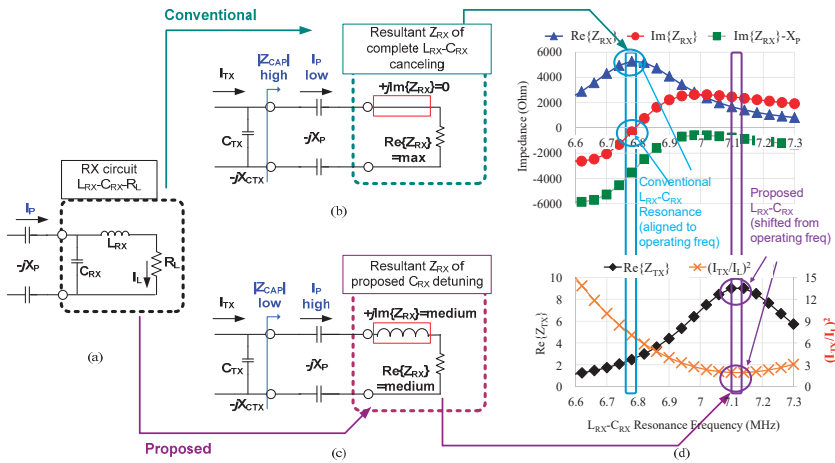 Conventional
Resultant Z_RX of
complete L_RX-C_RX
canceling
I_TX
|Z_CAP|
high
I_P
low
+jIm{Z_RX}=0
C_TX
-jX_P
Re{Z_RX}
=max
-jX_CTX
(b)
RX circuit
L_RX-C_RX-R_L
I_P
L_RX
-jX_P
C_RX
I_L
R_L
(a)
I_TX
|Z_CAP|
low
I_P
high
Resultant Z_RX of
proposed C_RX detuning
+jIm{Z_RX}=medium
C_TX
-jX_P
Re{Z_RX}
=medium
-jX_CTX
(c)
Proposed
Re{Z_RX} Im{Z_RX} Im{Z_RX}-X_P
Impedance (Ohm)
6000
4000
2000
0
-2000
-4000
-6000
6.6 6.7 6.8 6.9 7 7.1 7.2 7.3
Conventional
L_RX-C_RX
Resonance
(aligned to
operating freq)
Proposed
L_RX-C_RX
(shifted from
operating freq)
Re{Z_TX} (I_TX/I_L)²
Re{Z_TX}
10
8
6
4
2
0
15
12
9
6
3
0
(I_TX/I_L)²
6.6 6.7 6.8 6.9 7 7.1 7.2 7.3
L_RX-C_RX Resonance Frequency (MHz)
(d)